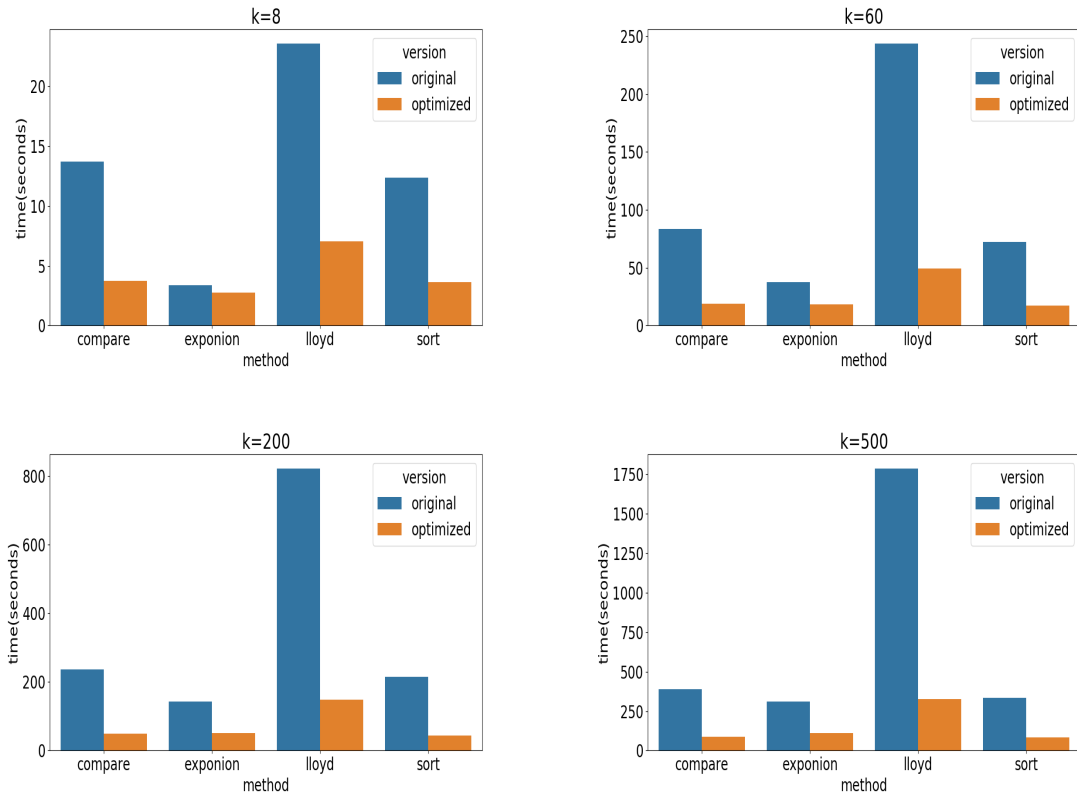 k=8
version
original
optimized
time(seconds)
20
15
10
5
0
compare exponion lloyd sort
method
k=60
version
original
optimized
time(seconds)
250
200
150
100
50
0
compare exponion lloyd sort
method
k=200
version
original
optimized
time(seconds)
800
600
400
200
0
compare exponion lloyd sort
method
k=500
version
original
optimized
time(seconds)
1750
1500
1250
1000
750
500
250
0
compare exponion lloyd sort
method